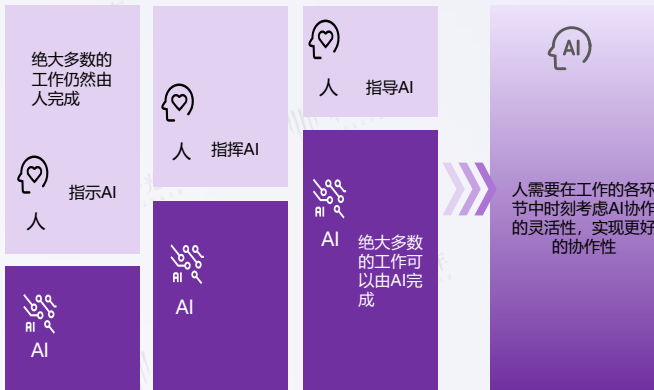 绝大多数的
工作仍然由
人完成
指示AI
人
AI
AI
人
指挥AI
AI
AI
人
指导AI
AI
AI
绝大多数
的工作可
以由AI完
成
AI
人需要在工作的各环
节中时刻考虑AI协作
的灵活性，实现更好
的协作性